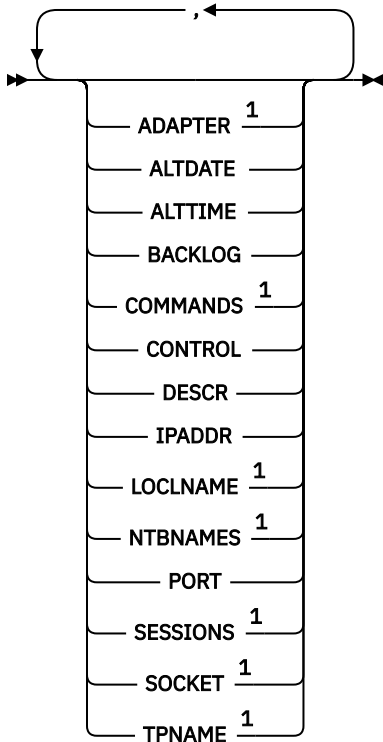 ,
ADAPTER 1
ALTDATE
ALTTIME
BACKLOG
COMMANDS 1
CONTROL
DESCR
IPADDR
LOCLNAME 1
NTBNAMES 1
PORT
SESSIONS 1
SOCKET 1
TPNAME 1